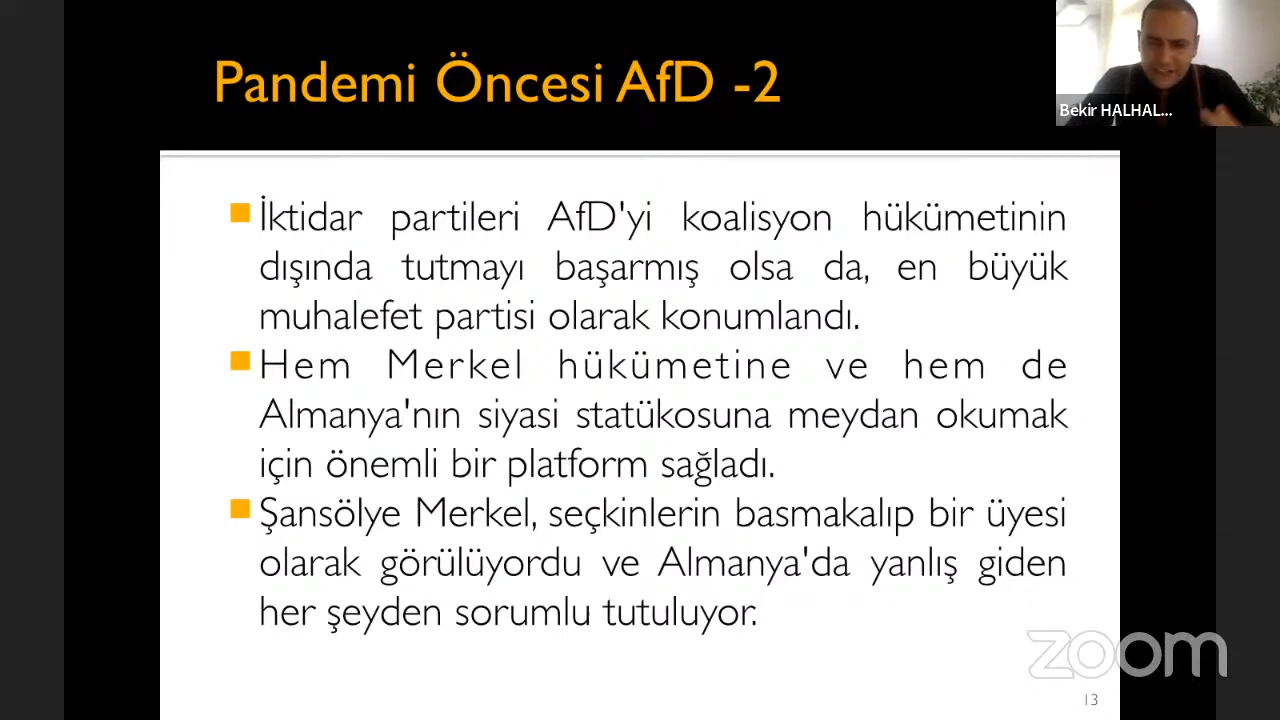 Pandemi Öncesi AfD -2
Bekir HALHAL...
İktidar partileri AfD'yi koalisyon hükümetinin
dışında tutmayı başarmış olsa da, en büyük
muhalefet partisi olarak konumlandı.
Hem Merkel hükümetine ve hem de
Almanya'nın siyasi statükosuna meydan okumak
için önemli bir platform sağladı.
Şansölye Merkel, seçkinlerin basmakalıp bir üyesi
olarak görülüyordu ve Almanya'da yanlış giden
her şeyden sorumlu tutuluyor.
zoom
13